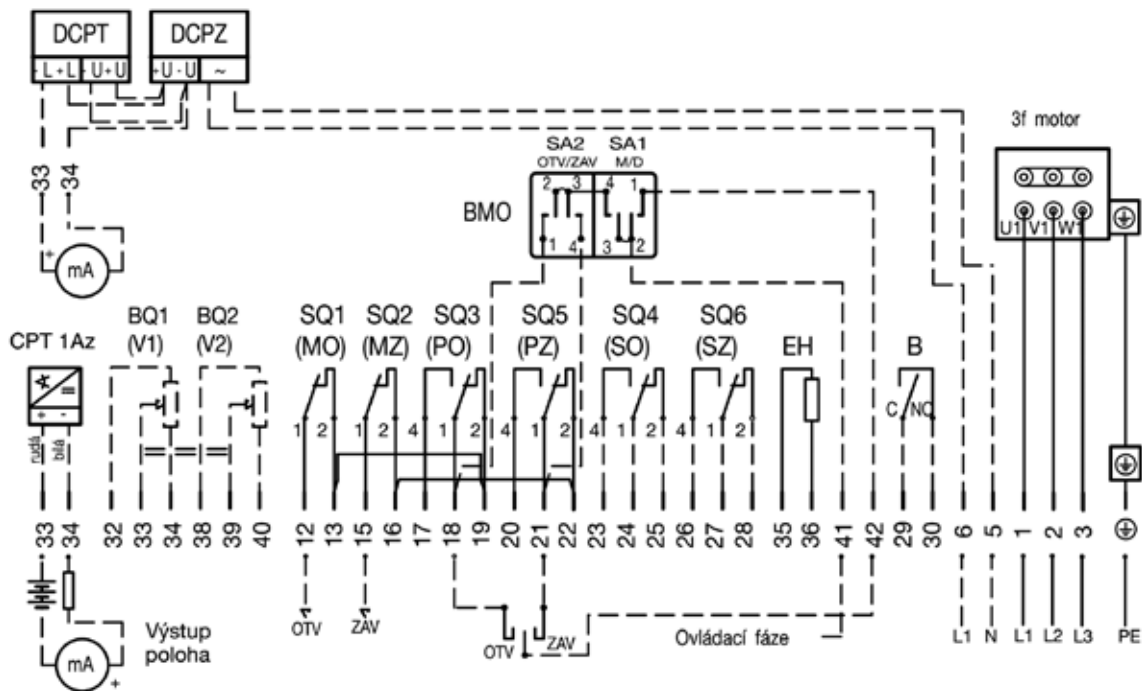 DCPT DCPZ
- L + L - U + U + U - U ~
33 34
+ mA
3f motor
U1 V1 W1
SA2 SA1
OTV/ZAV M/D
BMO
2 3 4 1
1 4 3 2
CPT 1Az
+ -
rudá bílá
BQ1 BQ2 SQ1 SQ2 SQ3 SQ5 SQ4 SQ6
(V1) (V2) (MO) (MZ) (PO) (PZ) (SO) (SZ) EH B
C NC
1 2 1 2 4 1 2 4 1 2 4 1 2 4 1 2
33 34 32 33 34 38 39 40 12 13 15 16 17 18 19 20 21 22 23 24 25 26 27 28 35 36 41 42 29 30 6 5 1 2 3
OTV ZAV
OTV ZAV
Ovládací fáze
L1 N L1 L2 L3 PE
Výstup
poloha
mA +